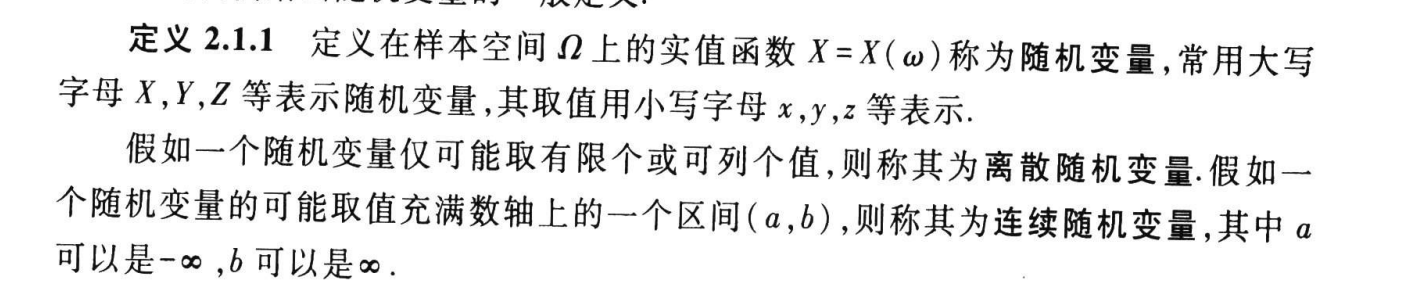 定义 2.1.1 定义在样本空间 Ω 上的实值函数 X=X(ω)称为随机变量,常用大写
字母 X,Y,Z 等表示随机变量,其取值用小写字母 x,y,z 等表示.
假如一个随机变量仅可能取有限个或可列个值,则称其为离散随机变量.假如一
个随机变量的可能取值充满数轴上的一个区间(a,b),则称其为连续随机变量,其中 a
可以是-∞,b 可以是∞.